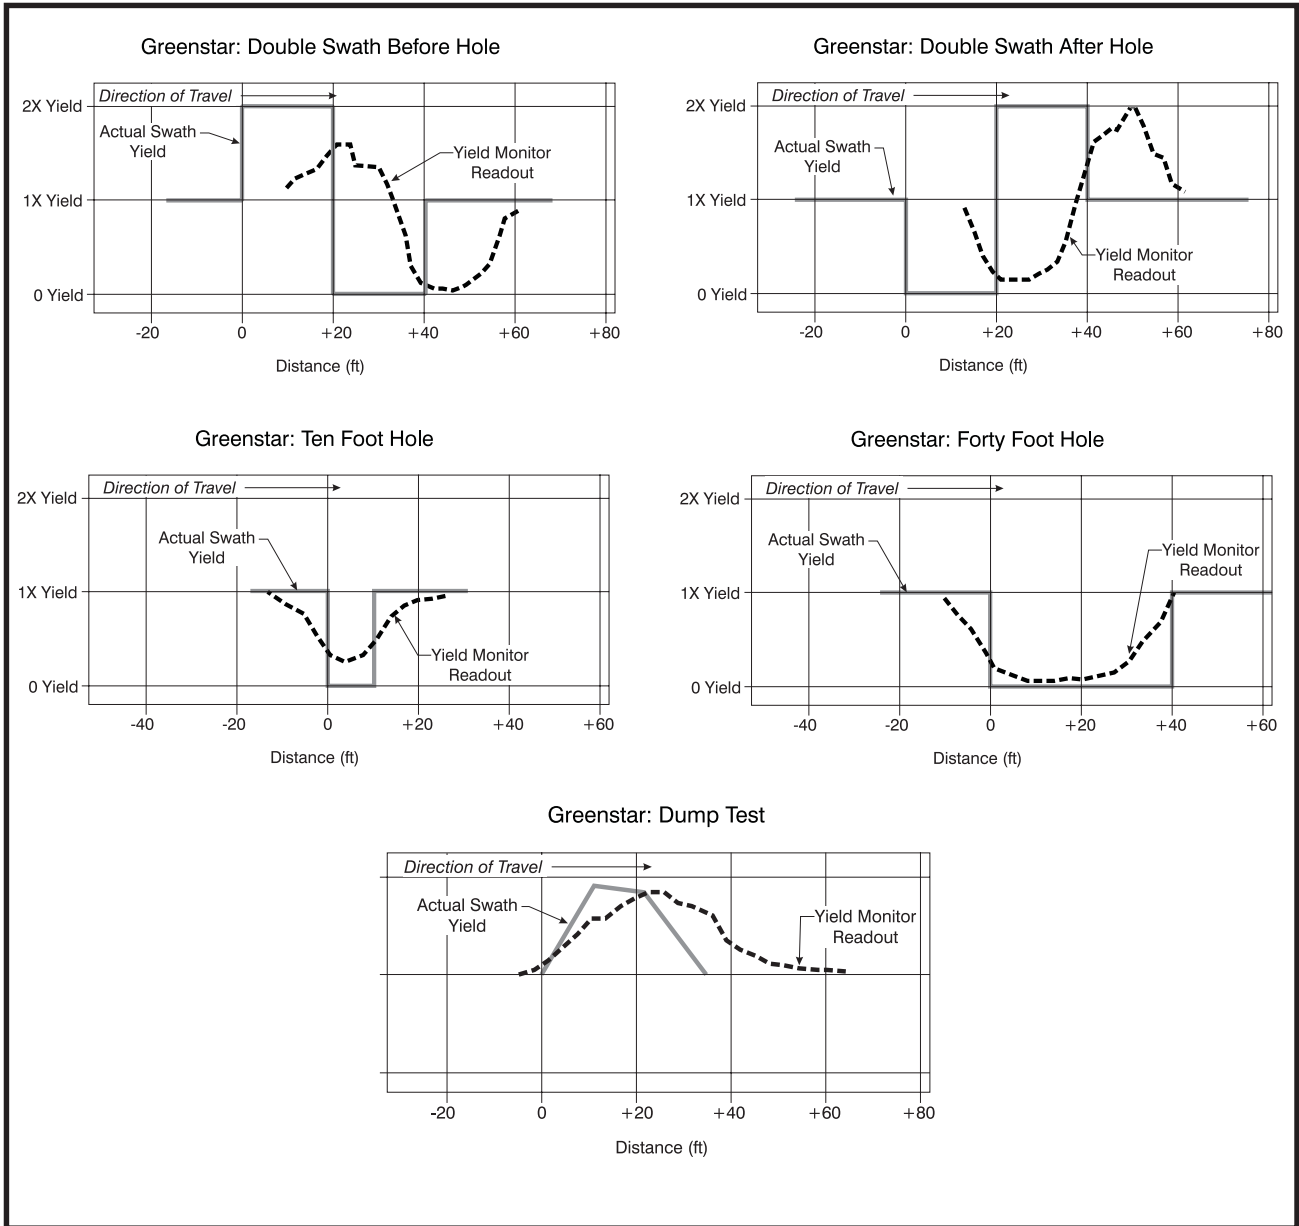 Greenstar: Double Swath Before Hole
Direction of Travel
2X Yield
Actual Swath
Yield
Yield Monitor
Readout
1X Yield
0 Yield
-20 0 +20 +40 +60 +80
Distance (ft)
Greenstar: Double Swath After Hole
Direction of Travel
2X Yield
Actual Swath
Yield
1X Yield
Yield Monitor
Readout
0 Yield
-20 0 +20 +40 +60 +80
Distance (ft)
Greenstar: Ten Foot Hole
Direction of Travel
2X Yield
Actual Swath
Yield
1X Yield
Yield Monitor
Readout
0 Yield
-40 -20 0 +20 +40 +60
Distance (ft)
Greenstar: Forty Foot Hole
Direction of Travel
2X Yield
Actual Swath
Yield
Yield Monitor
Readout
1X Yield
0 Yield
-40 -20 0 +20 +40 +60
Distance (ft)
Greenstar: Dump Test
Direction of Travel
Actual Swath
Yield
Yield Monitor
Readout
-20 0 +20 +40 +60 +80
Distance (ft)